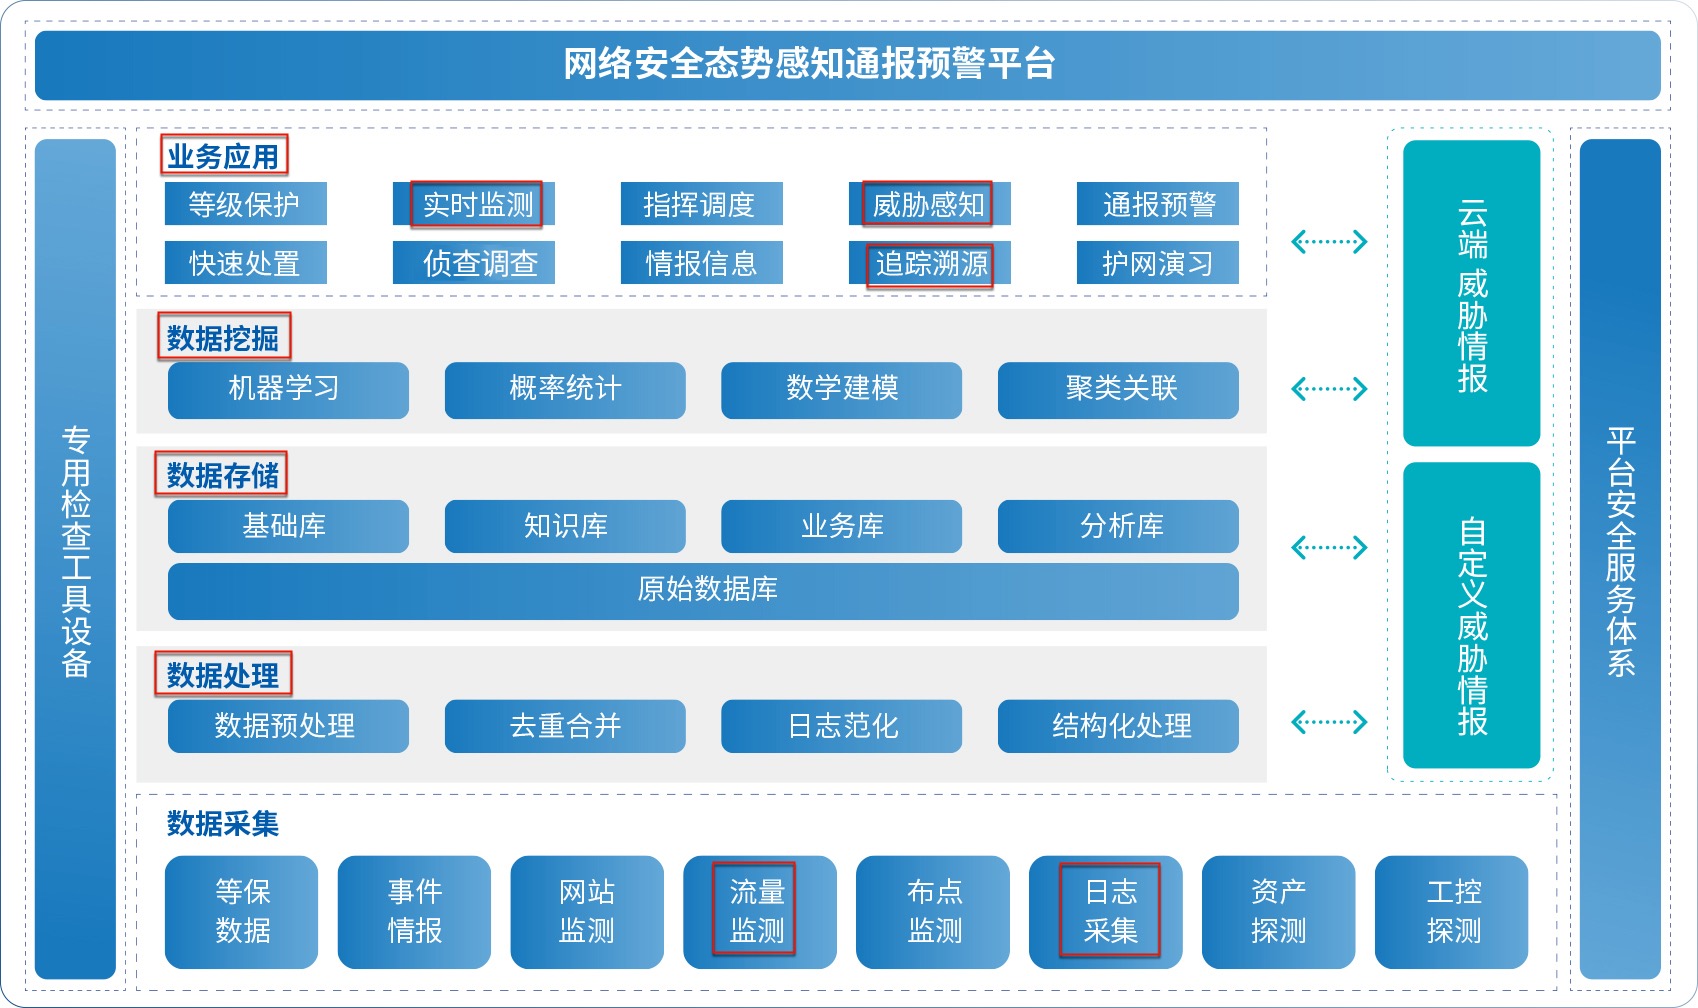 网络安全态势感知通报预警平台
专用检查工具设备
业务应用
等级保护
实时监测
指挥调度
威胁感知
通报预警
快速处置
侦查调查
情报信息
追踪溯源
护网演习
数据挖掘
机器学习
概率统计
数学建模
聚类关联
数据存储
基础库
知识库
业务库
分析库
原始数据库
数据处理
数据预处理
去重合并
日志范化
结构化处理
数据采集
等保
数据
事件
情报
网站
监测
流量
监测
布点
监测
日志
采集
资产
探测
工控
探测
云端 威胁情报
自定义威胁情报
平台安全服务体系